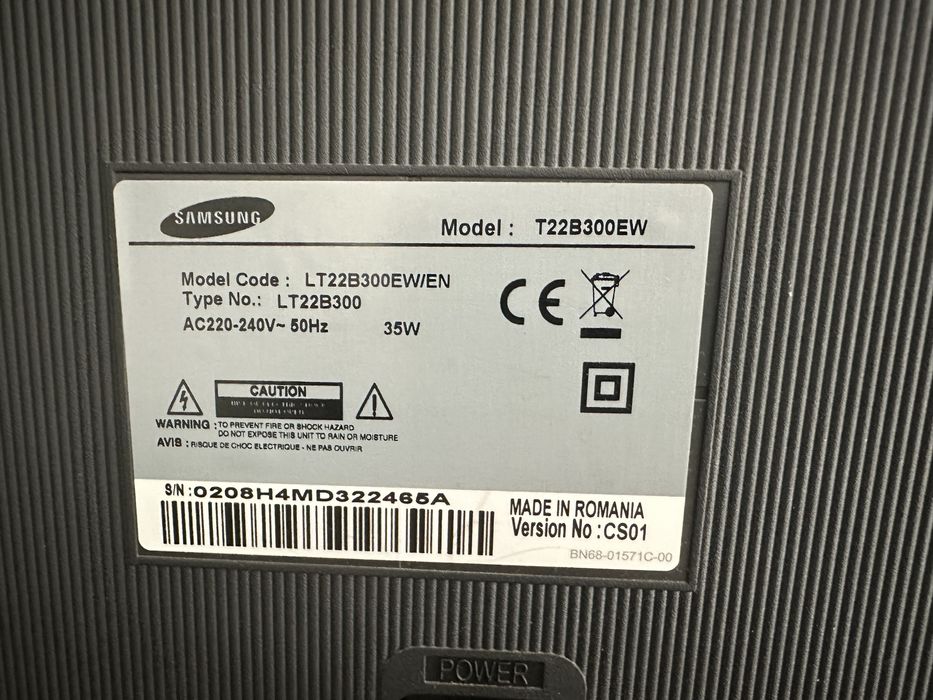 SAMSUNG
Model : T22B300EW
Model Code : LT22B300EW/EN
Type No.: LT22B300
AC220-240V~ 50Hz 35W
CE
CAUTION
WARNING : TO PREVENT FIRE OR SHOCK HAZARD
DO NOT EXPOSE THIS UNIT TO RAIN OR MOISTURE
AVIS : RISQUE DE CHOC ELECTRIQUE - NE PAS OUVRIR
S/N :0208H4MD322465A
MADE IN ROMANIA
Version No :CS01
BN68-01571C-00
POWER